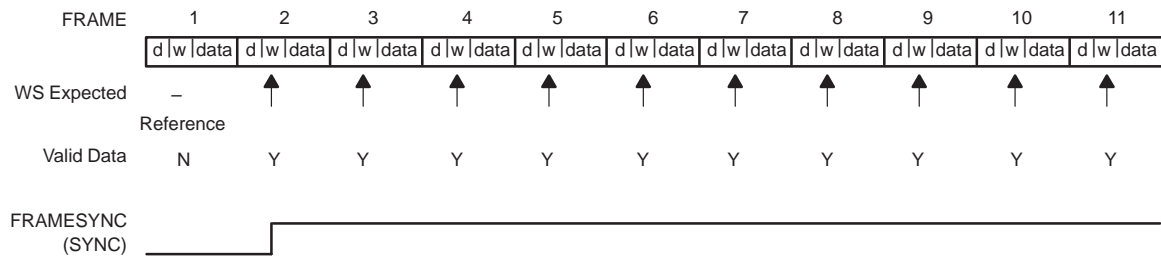 FRAME 1 2 3 4 5 6 7 8 9 10 11
d w data d w data d w data d w data d w data d w data d w data d w data d w data d w data d w data
WS Expected –
Reference
Valid Data N Y Y Y Y Y Y Y Y Y Y
FRAMESYNC
(SYNC)